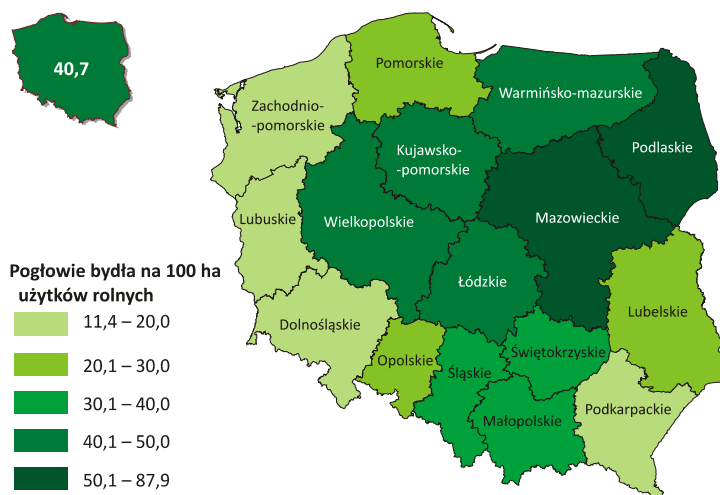 40,7
Pomorskie
Warmińsko-mazurskie
Zachodnio-
-pomorskie
Kujawsko-
-pomorskie
Podlaskie
Lubuskie
Wielkopolskie
Mazowieckie
Łódzkie
Lubelskie
Dolnośląskie
Opolskie
Śląskie
Świętokrzyskie
Małopolskie
Podkarpackie
Pogłowie bydła na 100 ha
użytków rolnych
11,4 – 20,0
20,1 – 30,0
30,1 – 40,0
40,1 – 50,0
50,1 – 87,9